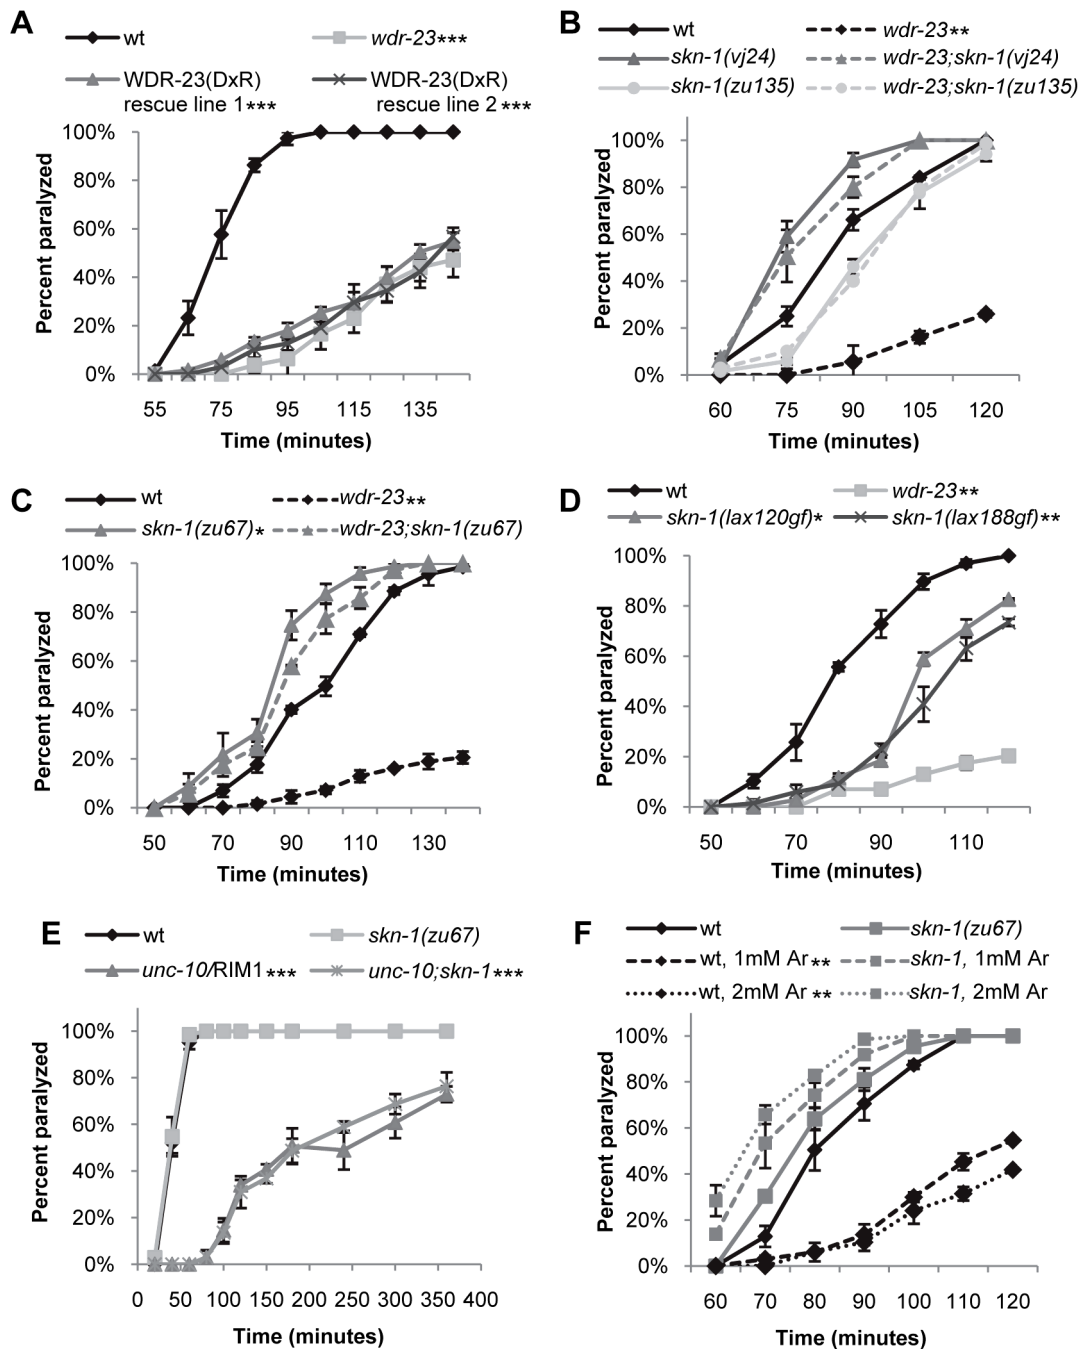 A
wt
wdr-23***
WDR-23(DxR)
rescue line 1***
WDR-23(DxR)
rescue line 2***
Percent paralyzed
100%
80%
60%
40%
20%
0%
55 75 95 115 135
Time (minutes)
B
wt
wdr-23**
skn-1(vj24)
wdr-23;skn-1(vj24)
skn-1(zu135)
wdr-23;skn-1(zu135)
Percent paralyzed
100%
80%
60%
40%
20%
0%
60 75 90 105 120
Time (minutes)
C
wt
wdr-23**
skn-1(zu67)*
wdr-23;skn-1(zu67)
Percent paralyzed
100%
80%
60%
40%
20%
0%
50 70 90 110 130
Time (minutes)
D
wt
wdr-23**
skn-1(lax120gf)*
skn-1(lax188gf)**
Percent paralyzed
100%
80%
60%
40%
20%
0%
50 70 90 110
Time (minutes)
E
wt
skn-1(zu67)
unc-10/RIM1***
unc-10;skn-1***
Percent paralyzed
100%
80%
60%
40%
20%
0%
0 50 100 150 200 250 300 350 400
Time (minutes)
F
wt
skn-1(zu67)
wt, 1mM Ar**
skn-1, 1mM Ar
wt, 2mM Ar **
skn-1, 2mM Ar
Percent paralyzed
100%
80%
60%
40%
20%
0%
60 70 80 90 100 110 120
Time (minutes)